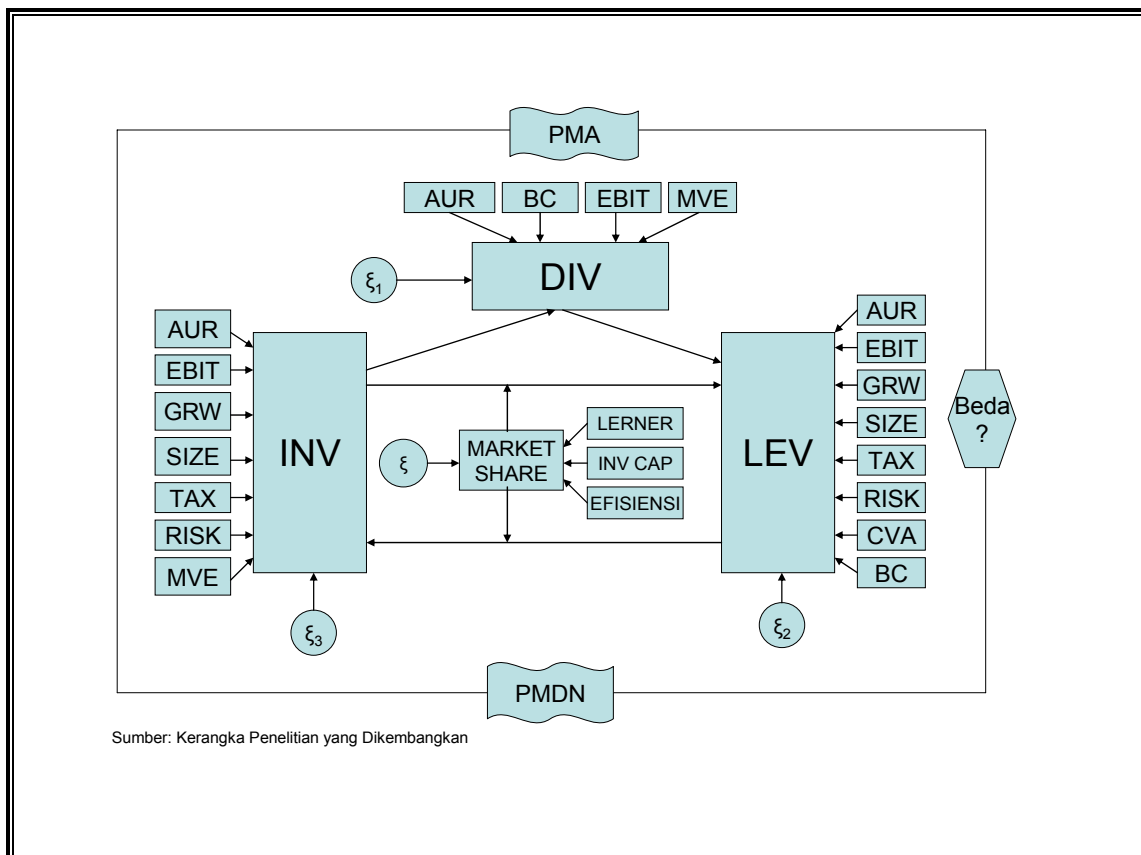 PMA
AUR
BC
EBIT
MVE
DIV
ξ1
AUR
EBIT
GRW
SIZE
TAX
RISK
MVE
INV
ξ3
ξ
MARKET
SHARE
LERNER
INV CAP
EFISIENSI
LEV
ξ2
AUR
EBIT
GRW
SIZE
TAX
RISK
CVA
BC
Beda
?
PMDN
Sumber: Kerangka Penelitian yang Dikembangkan